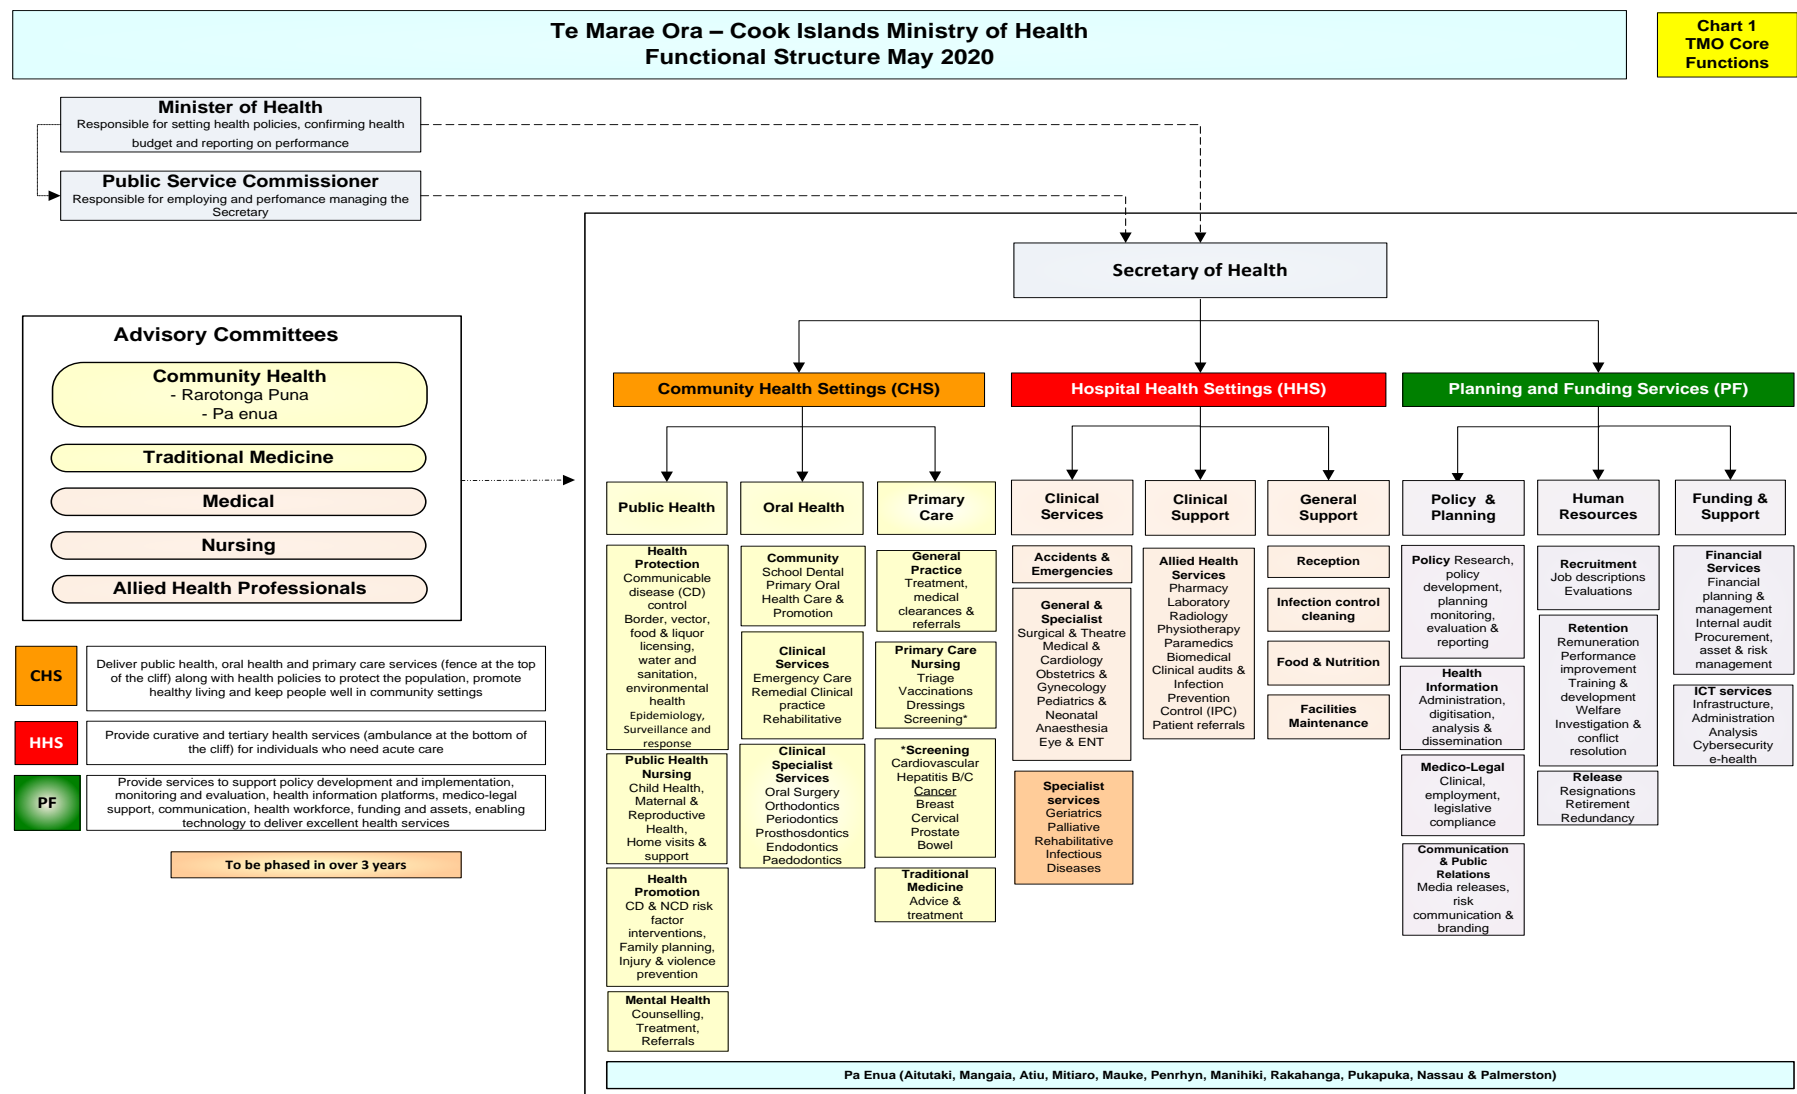 Te Marae Ora – Cook Islands Ministry of Health
Functional Structure May 2020
Chart 1
TMO Core
Functions
Minister of Health
Responsible for setting health policies, confirming health
budget and reporting on performance
Public Service Commissioner
Responsible for employing and perfomance managing the
Secretary
Secretary of Health
Advisory Committees
Community Health
- Rarotonga Puna
- Pa enua
Traditional Medicine
Medical
Nursing
Allied Health Professionals
CHS
Deliver public health, oral health and primary care services (fence at the top
of the cliff) along with health policies to protect the population, promote
healthy living and keep people well in community settings
HHS
Provide curative and tertiary health services (ambulance at the bottom of
the cliff) for individuals who need acute care
PF
Provide services to support policy development and implementation,
monitoring and evaluation, health information platforms, medico-legal
support, communication, health workforce, funding and assets, enabling
technology to deliver excellent health services
To be phased in over 3 years
Community Health Settings (CHS)
Public Health
Health
Protection
Communicable
disease (CD)
control
Border, vector,
food & liquor
licensing,
water and
sanitation,
environmental
health
Epidemiology,
Surveillance and
response
Public Health
Nursing
Child Health,
Maternal &
Reproductive
Health,
Home visits &
support
Health
Promotion
CD & NCD risk
factor
interventions,
Family planning,
Injury & violence
prevention
Mental Health
Counselling,
Treatment,
Referrals
Oral Health
Community
School Dental
Primary Oral
Health Care &
Promotion
Clinical
Services
Emergency Care
Remedial Clinical
practice
Rehabilitative
Clinical
Specialist
Services
Oral Surgery
Orthodontics
Periodontics
Prosthosdontics
Endodontics
Paedodontics
Primary
Care
General
Practice
Treatment,
medical
clearances &
referrals
Primary Care
Nursing
Triage
Vaccinations
Dressings
Screening*
*Screening
Cardiovascular
Hepatitis B/C
Cancer
Breast
Cervical
Prostate
Bowel
Traditional
Medicine
Advice &
treatment
Hospital Health Settings (HHS)
Clinical
Services
Accidents &
Emergencies
General &
Specialist
Surgical & Theatre
Medical &
Cardiology
Obstetrics &
Gynecology
Pediatrics &
Neonatal
Anaesthesia
Eye & ENT
Specialist
services
Geriatrics
Palliative
Rehabilitative
Infectious
Diseases
Clinical
Support
Allied Health
Services
Pharmacy
Laboratory
Radiology
Physiotherapy
Paramedics
Biomedical
Clinical audits &
Infection
Prevention
Control (IPC)
Patient referrals
General
Support
Reception
Infection control
cleaning
Food & Nutrition
Facilities
Maintenance
Planning and Funding Services (PF)
Policy &
Planning
Policy Research,
policy
development,
planning
monitoring,
evaluation &
reporting
Health
Information
Administration,
digitisation,
analysis &
dissemination
Medico-Legal
Clinical,
employment,
legislative
compliance
Communication
& Public
Relations
Media releases,
risk
communication &
branding
Human
Resources
Recruitment
Job descriptions
Evaluations
Retention
Remuneration
Performance
improvement
Training &
development
Welfare
Investigation &
conflict
resolution
Release
Resignations
Retirement
Redundancy
Funding &
Support
Financial
Services
Financial
planning &
management
Internal audit
Procurement,
asset & risk
management
ICT services
Infrastructure,
Administration
Analysis
Cybersecurity
e-health
Pa Enua (Aitutaki, Mangaia, Atiu, Mitiaro, Mauke, Penrhyn, Manihiki, Rakahanga, Pukapuka, Nassau & Palmerston)